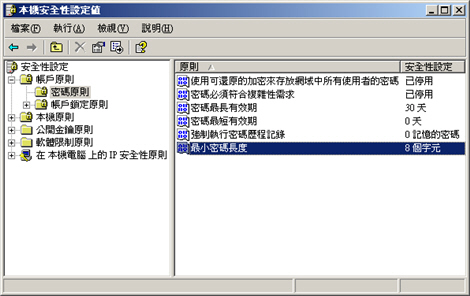 本機安全性設定值
檔案(F) 執行(A) 檢視(V) 說明(H)
安全性設定
帳戶原則
密碼原則
帳戶鎖定原則
本機原則
公開金鑰原則
軟體限制原則
在 本機電腦 上的 IP 安全性原則
原則 安全性設定
使用可還原的加密來存放網域中所有使用者的密碼 已停用
密碼必須符合複雜性需求 已停用
密碼最長有效期 30 天
密碼最短有效期 0 天
強制執行密碼歷程記錄 0 記憶的密碼
最小密碼長度 8 個字元